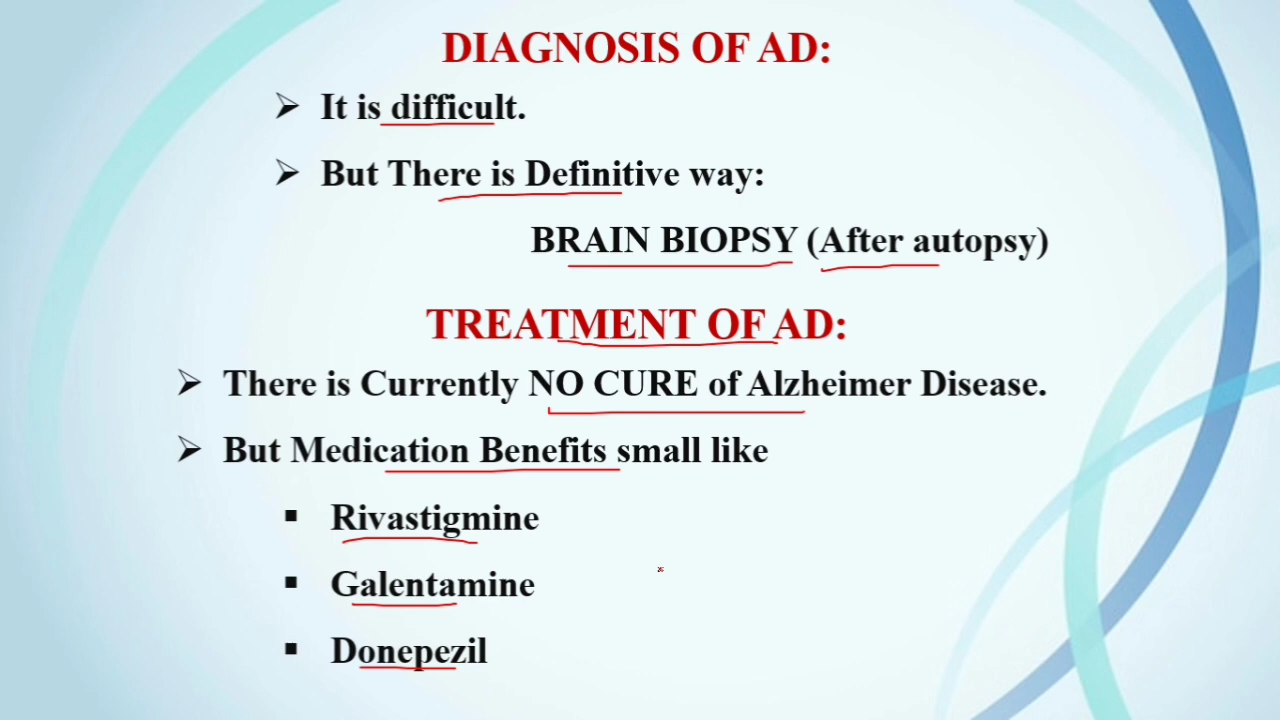 DIAGNOSIS OF AD:
It is difficult.
But There is Definitive way:
BRAIN BIOPSY (After autopsy)
TREATMENT OF AD:
There is Currently NO CURE of Alzheimer Disease.
But Medication Benefits small like
Rivastigmine
Galentamine
Donepezil